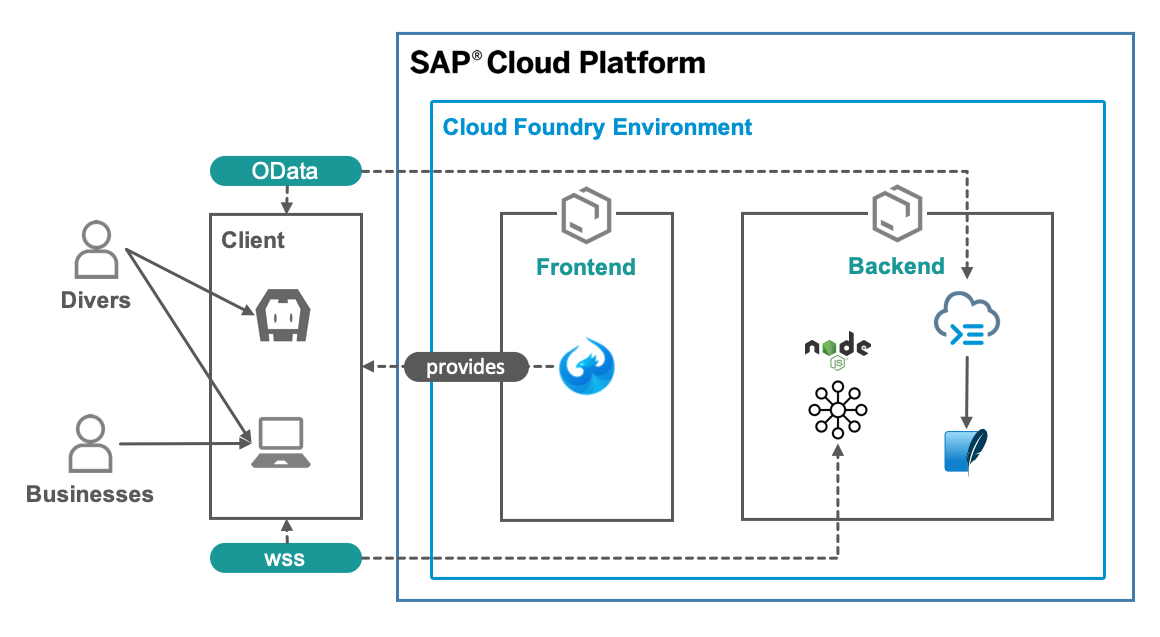 SAP® Cloud Platform
Cloud Foundry Environment
OData
Client
Divers
Businesses
provides
wss
Frontend
Backend
node
JS